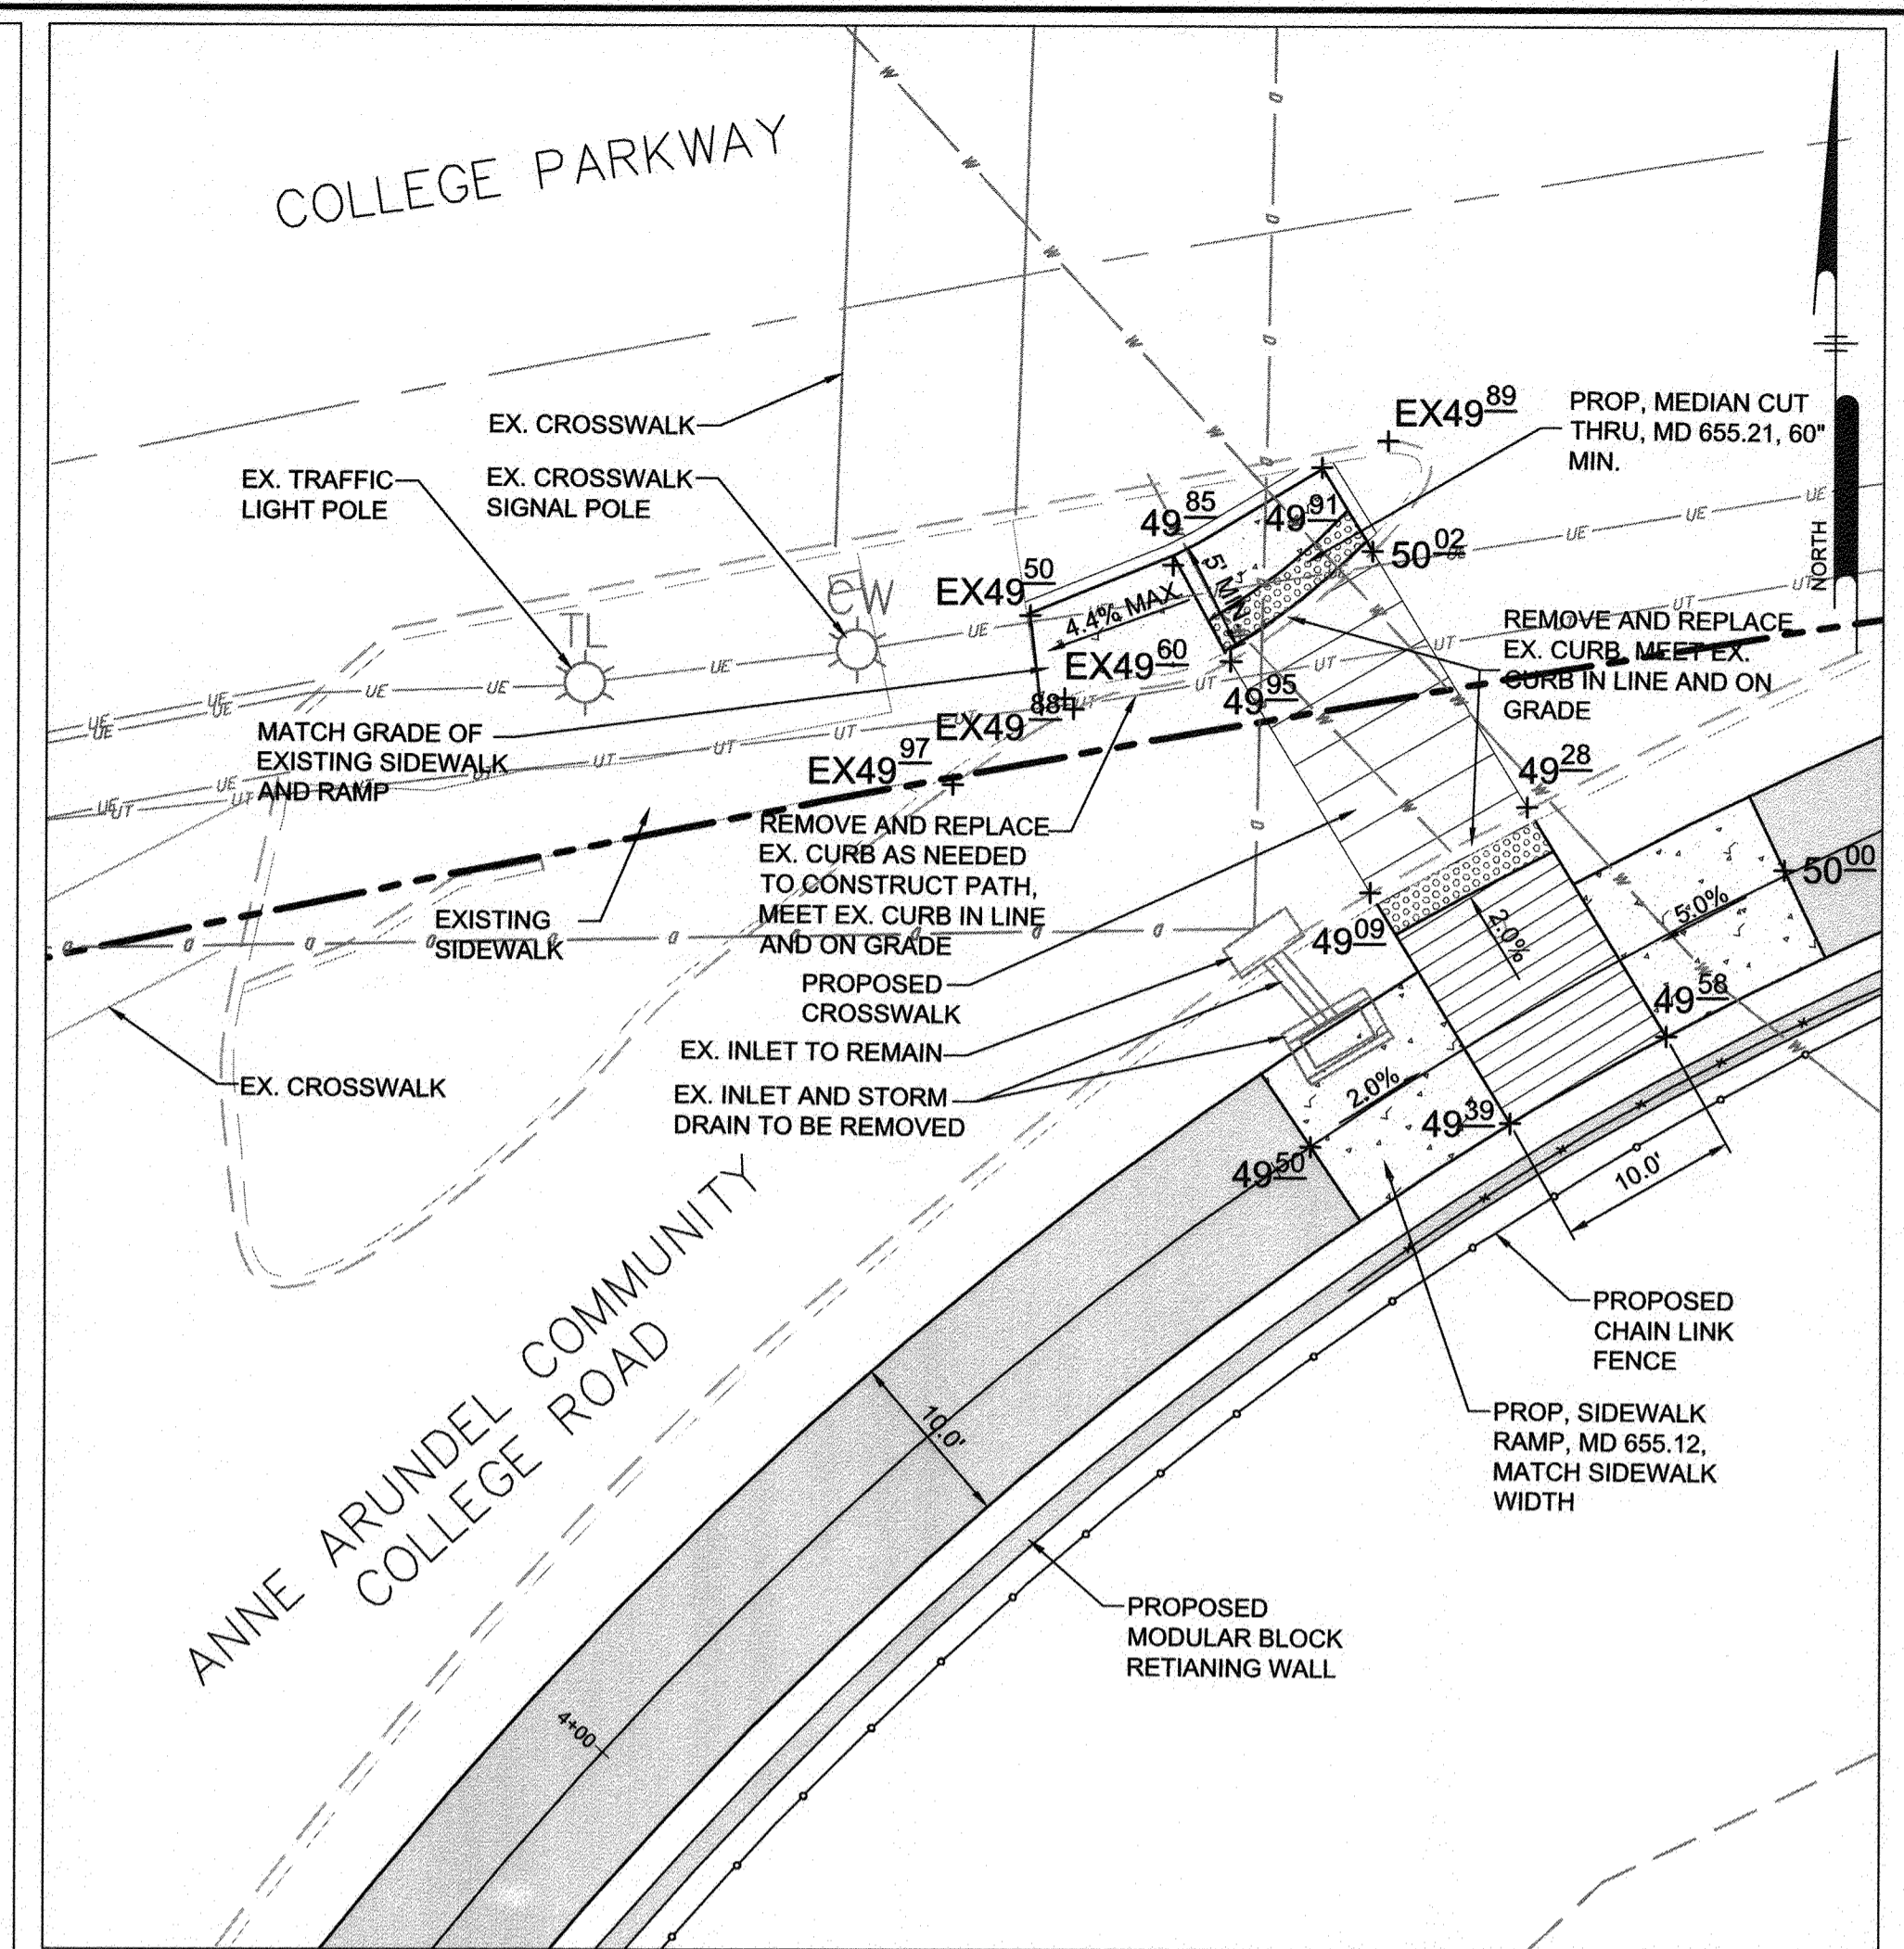 COLLEGE PARKWAY
EX. CROSSWALK
EX. TRAFFIC
LIGHT POLE
EX. CROSSWALK
SIGNAL POLE
EX49 89
PROP, MEDIAN CUT
THRU, MD 655.21, 60"
MIN.
NORTH
49 85
49 91
50 02
5' MIN.
EX49 50
4.4% MAX
TL
CW
EX49 60
49 95
REMOVE AND REPLACE
EX. CURB, MEET EX.
CURB IN LINE AND ON
GRADE
MATCH GRADE OF
EXISTING SIDEWALK
AND RAMP
EX49 88
EX49 97
49 28
REMOVE AND REPLACE
EX. CURB AS NEEDED
TO CONSTRUCT PATH,
MEET EX. CURB IN LINE
AND ON GRADE
EXISTING
SIDEWALK
50 00
5.0%
2.0%
49 09
PROPOSED
CROSSWALK
49 58
EX. INLET TO REMAIN
EX. CROSSWALK
EX. INLET AND STORM
DRAIN TO BE REMOVED
2.0%
49 39
49 50
10.0'
ANNE ARUNDEL COMMUNITY
COLLEGE ROAD
PROPOSED
CHAIN LINK
FENCE
10.0'
PROP, SIDEWALK
RAMP, MD 655.12,
MATCH SIDEWALK
WIDTH
PROPOSED
MODULAR BLOCK
RETIANING WALL
4+00